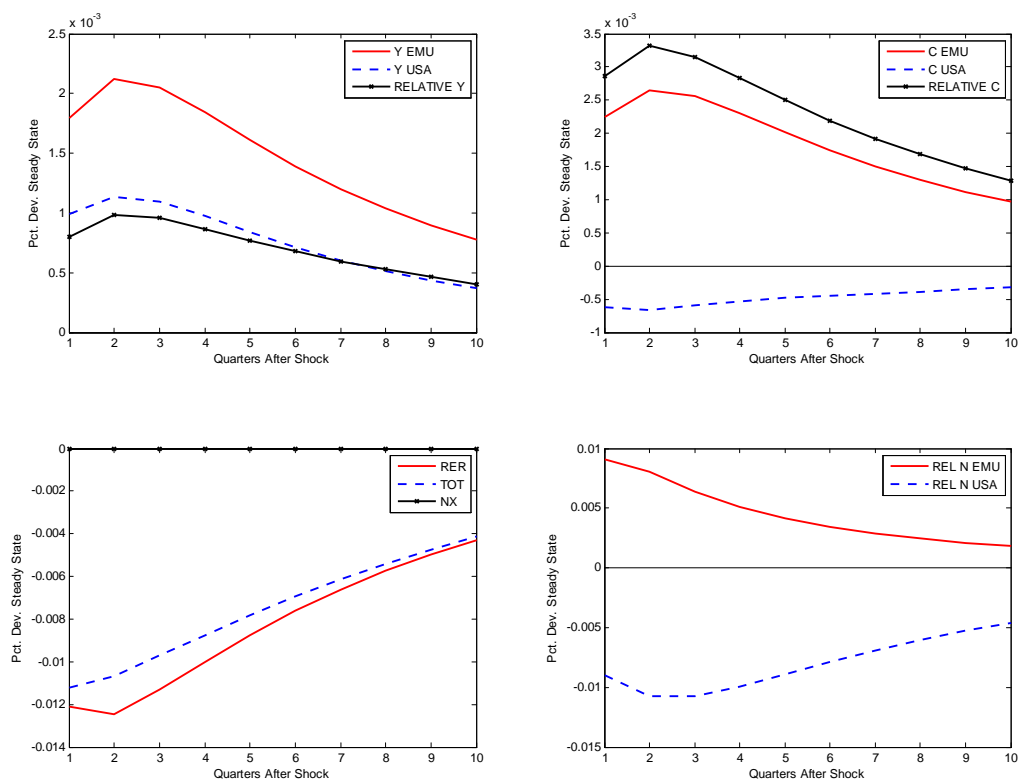 x 10^-3
2.5
2
1.5
1
0.5
0
Pct. Dev. Steady State
Y EMU
Y USA
RELATIVE Y
1 2 3 4 5 6 7 8 9 10
Quarters After Shock
x 10^-3
3.5
3
2.5
2
1.5
1
0.5
0
-0.5
-1
Pct. Dev. Steady State
C EMU
C USA
RELATIVE C
1 2 3 4 5 6 7 8 9 10
Quarters After Shock
0
-0.002
-0.004
-0.006
-0.008
-0.01
-0.012
-0.014
Pct. Dev. Steady State
RER
TOT
NX
1 2 3 4 5 6 7 8 9 10
Quarters After Shock
0.01
0.005
0
-0.005
-0.01
-0.015
Pct. Dev. Steady State
REL N EMU
REL N USA
1 2 3 4 5 6 7 8 9 10
Quarters After Shock